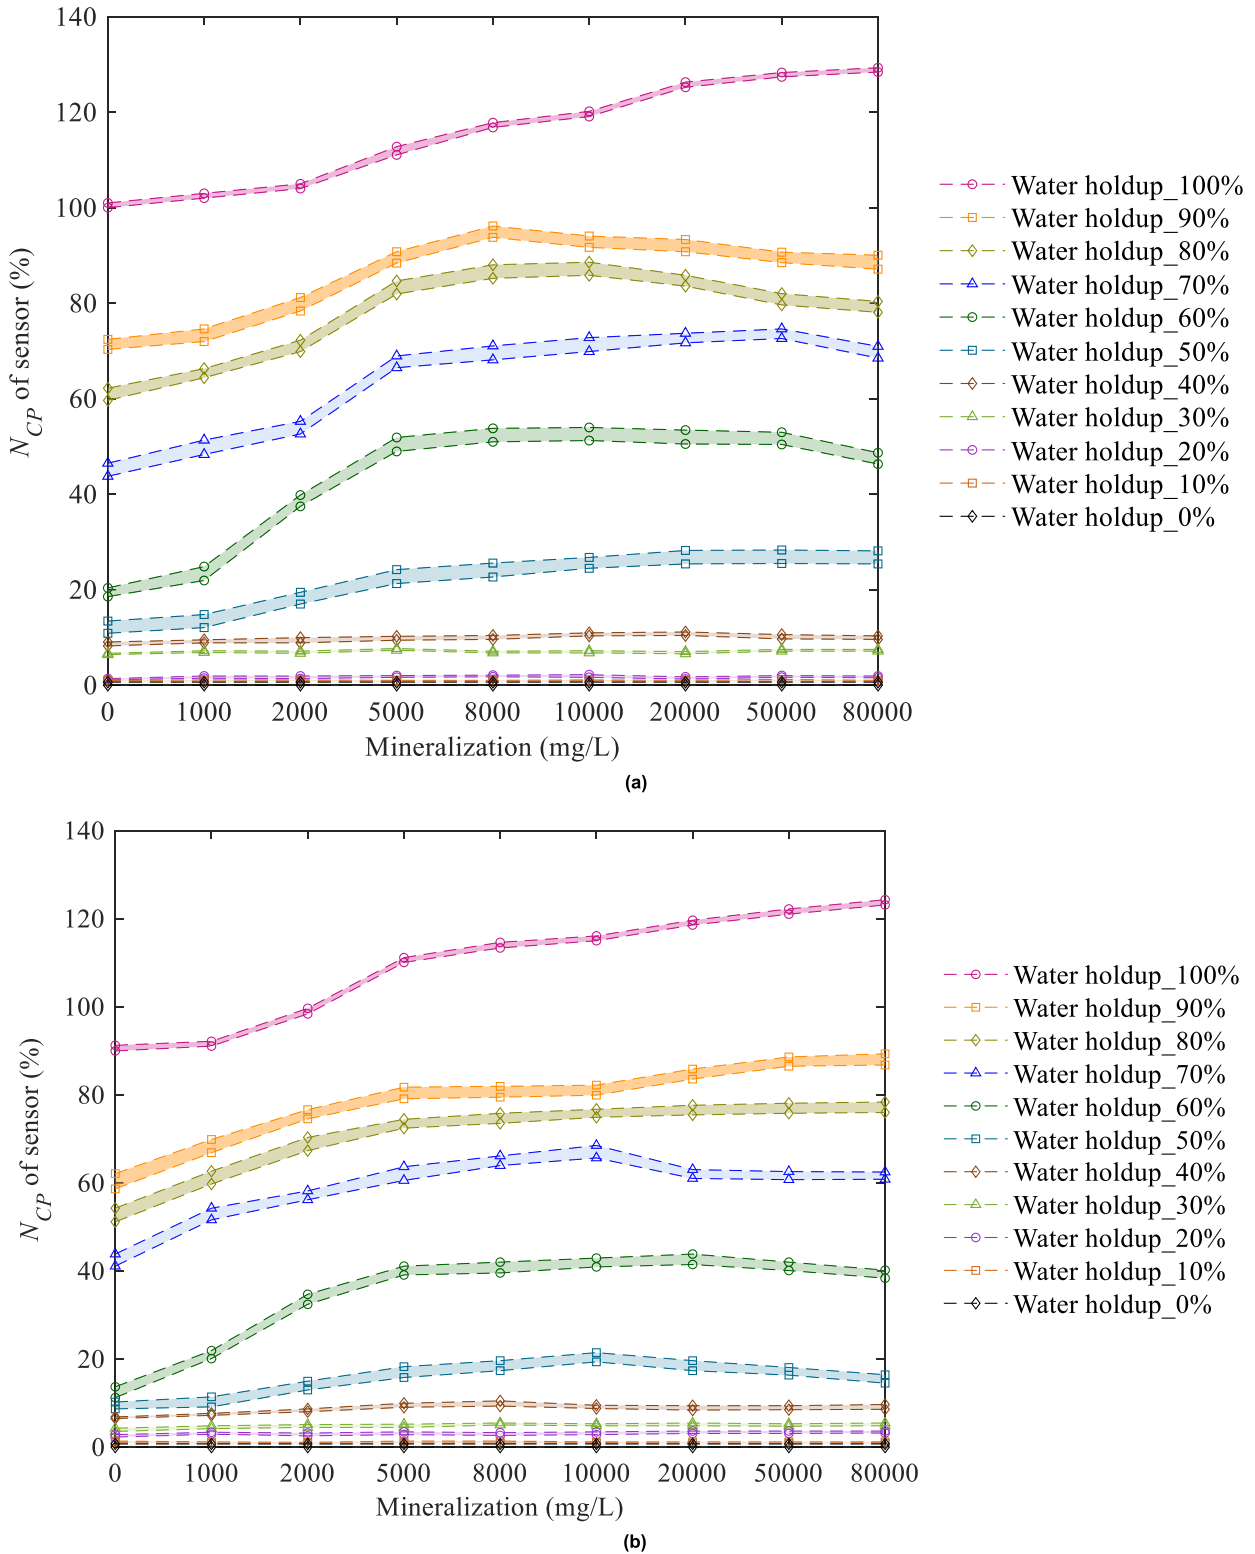 140
120
100
80
60
40
20
0
N_CP of sensor (%)
0 1000 2000 5000 8000 10000 20000 50000 80000
Mineralization (mg/L)
Water holdup_100%
Water holdup_90%
Water holdup_80%
Water holdup_70%
Water holdup_60%
Water holdup_50%
Water holdup_40%
Water holdup_30%
Water holdup_20%
Water holdup_10%
Water holdup_0%
(a)
140
120
100
80
60
40
20
0
N_CP of sensor (%)
0 1000 2000 5000 8000 10000 20000 50000 80000
Mineralization (mg/L)
Water holdup_100%
Water holdup_90%
Water holdup_80%
Water holdup_70%
Water holdup_60%
Water holdup_50%
Water holdup_40%
Water holdup_30%
Water holdup_20%
Water holdup_10%
Water holdup_0%
(b)